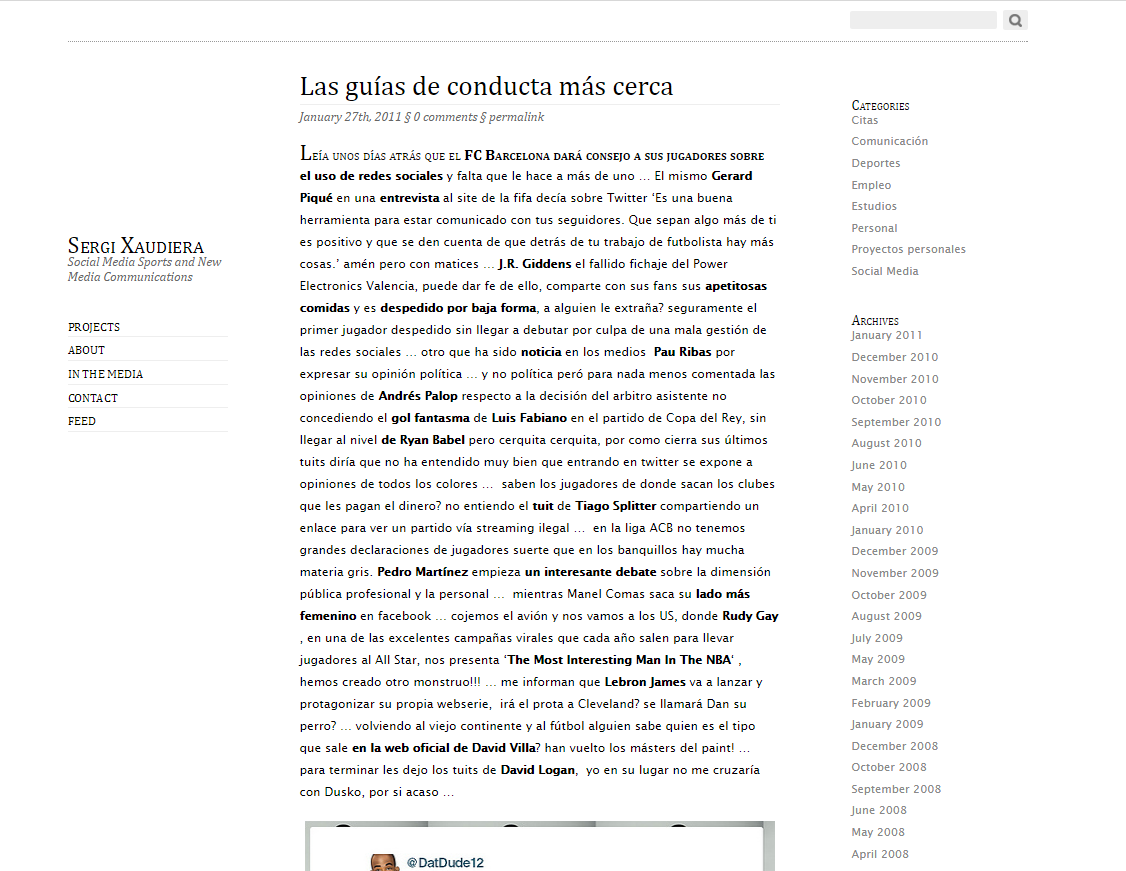 Sergi Xaudiera
Social Media Sports and New
Media Communications
PROJECTS
ABOUT
IN THE MEDIA
CONTACT
FEED
Las guías de conducta más cerca
January 27th, 2011 § 0 comments § permalink
Leía unos días atrás que el FC Barcelona dará consejo a sus jugadores sobre
el uso de redes sociales y falta que le hace a más de uno … El mismo Gerard
Piqué en una entrevista al site de la fifa decía sobre Twitter ‘Es una buena
herramienta para estar comunicado con tus seguidores. Que sepan algo más de ti
es positivo y que se den cuenta de que detrás de tu trabajo de futbolista hay más
cosas.’ amén pero con matices … J.R. Giddens el fallido fichaje del Power
Electronics Valencia, puede dar fe de ello, comparte con sus fans sus apetitosas
comidas y es despedido por baja forma, a alguien le extraña? seguramente el
primer jugador despedido sin llegar a debutar por culpa de una mala gestión de
las redes sociales … otro que ha sido noticia en los medios Pau Ribas por
expresar su opinión política … y no política peró para nada menos comentada las
opiniones de Andrés Palop respecto a la decisión del arbitro asistente no
concediendo el gol fantasma de Luis Fabiano en el partido de Copa del Rey, sin
llegar al nivel de Ryan Babel pero cerquita cerquita, por como cierra sus últimos
tuits diría que no ha entendido muy bien que entrando en twitter se expone a
opiniones de todos los colores … saben los jugadores de donde sacan los clubes
que les pagan el dinero? no entiendo el tuit de Tiago Splitter compartiendo un
enlace para ver un partido vía streaming ilegal … en la liga ACB no tenemos
grandes declaraciones de jugadores suerte que en los banquillos hay mucha
materia gris. Pedro Martínez empieza un interesante debate sobre la dimensión
pública profesional y la personal … mientras Manel Comas saca su lado más
femenino en facebook … cojemos el avión y nos vamos a los US, donde Rudy Gay
, en una de las excelentes campañas virales que cada año salen para llevar
jugadores al All Star, nos presenta ‘The Most Interesting Man In The NBA‘ ,
hemos creado otro monstruo!!! … me informan que Lebron James va a lanzar y
protagonizar su propia webserie, irá el prota a Cleveland? se llamará Dan su
perro? … volviendo al viejo continente y al fútbol alguien sabe quien es el tipo
que sale en la web oficial de David Villa? han vuelto los másters del paint! …
para terminar les dejo los tuits de David Logan, yo en su lugar no me cruzaría
con Dusko, por si acaso …
@DatDude12
Categories
Citas
Comunicación
Deportes
Empleo
Estudios
Personal
Proyectos personales
Social Media
Archives
January 2011
December 2010
November 2010
October 2010
September 2010
August 2010
June 2010
May 2010
April 2010
January 2010
December 2009
November 2009
October 2009
August 2009
July 2009
May 2009
March 2009
February 2009
January 2009
December 2008
October 2008
September 2008
June 2008
May 2008
April 2008